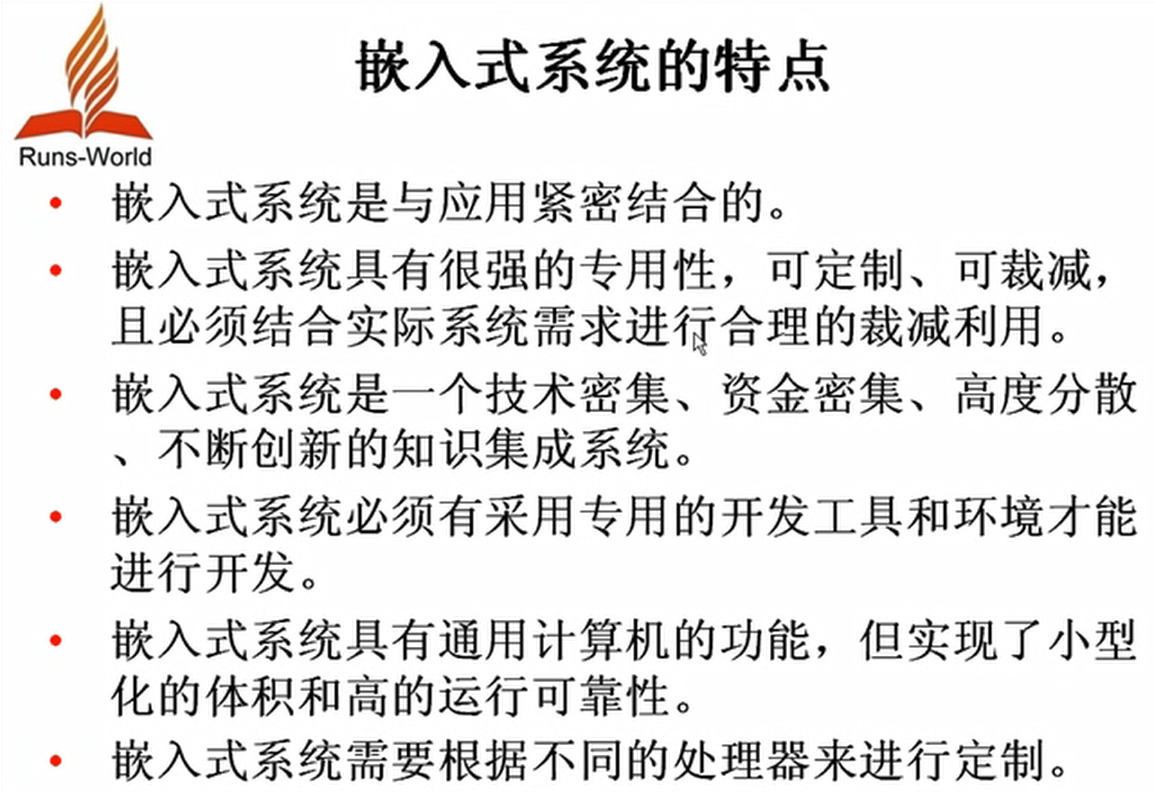 嵌入式系统的特点
Runs-World
• 嵌入式系统是与应用紧密结合的。
• 嵌入式系统具有很强的专用性，可定制、可裁减，
且必须结合实际系统需求进行合理的裁减利用。
• 嵌入式系统是一个技术密集、资金密集、高度分散
、不断创新的知识集成系统。
• 嵌入式系统必须有采用专用的开发工具和环境才能
进行开发。
• 嵌入式系统具有通用计算机的功能，但实现了小型
化的体积和高的运行可靠性。
• 嵌入式系统需要根据不同的处理器来进行定制。